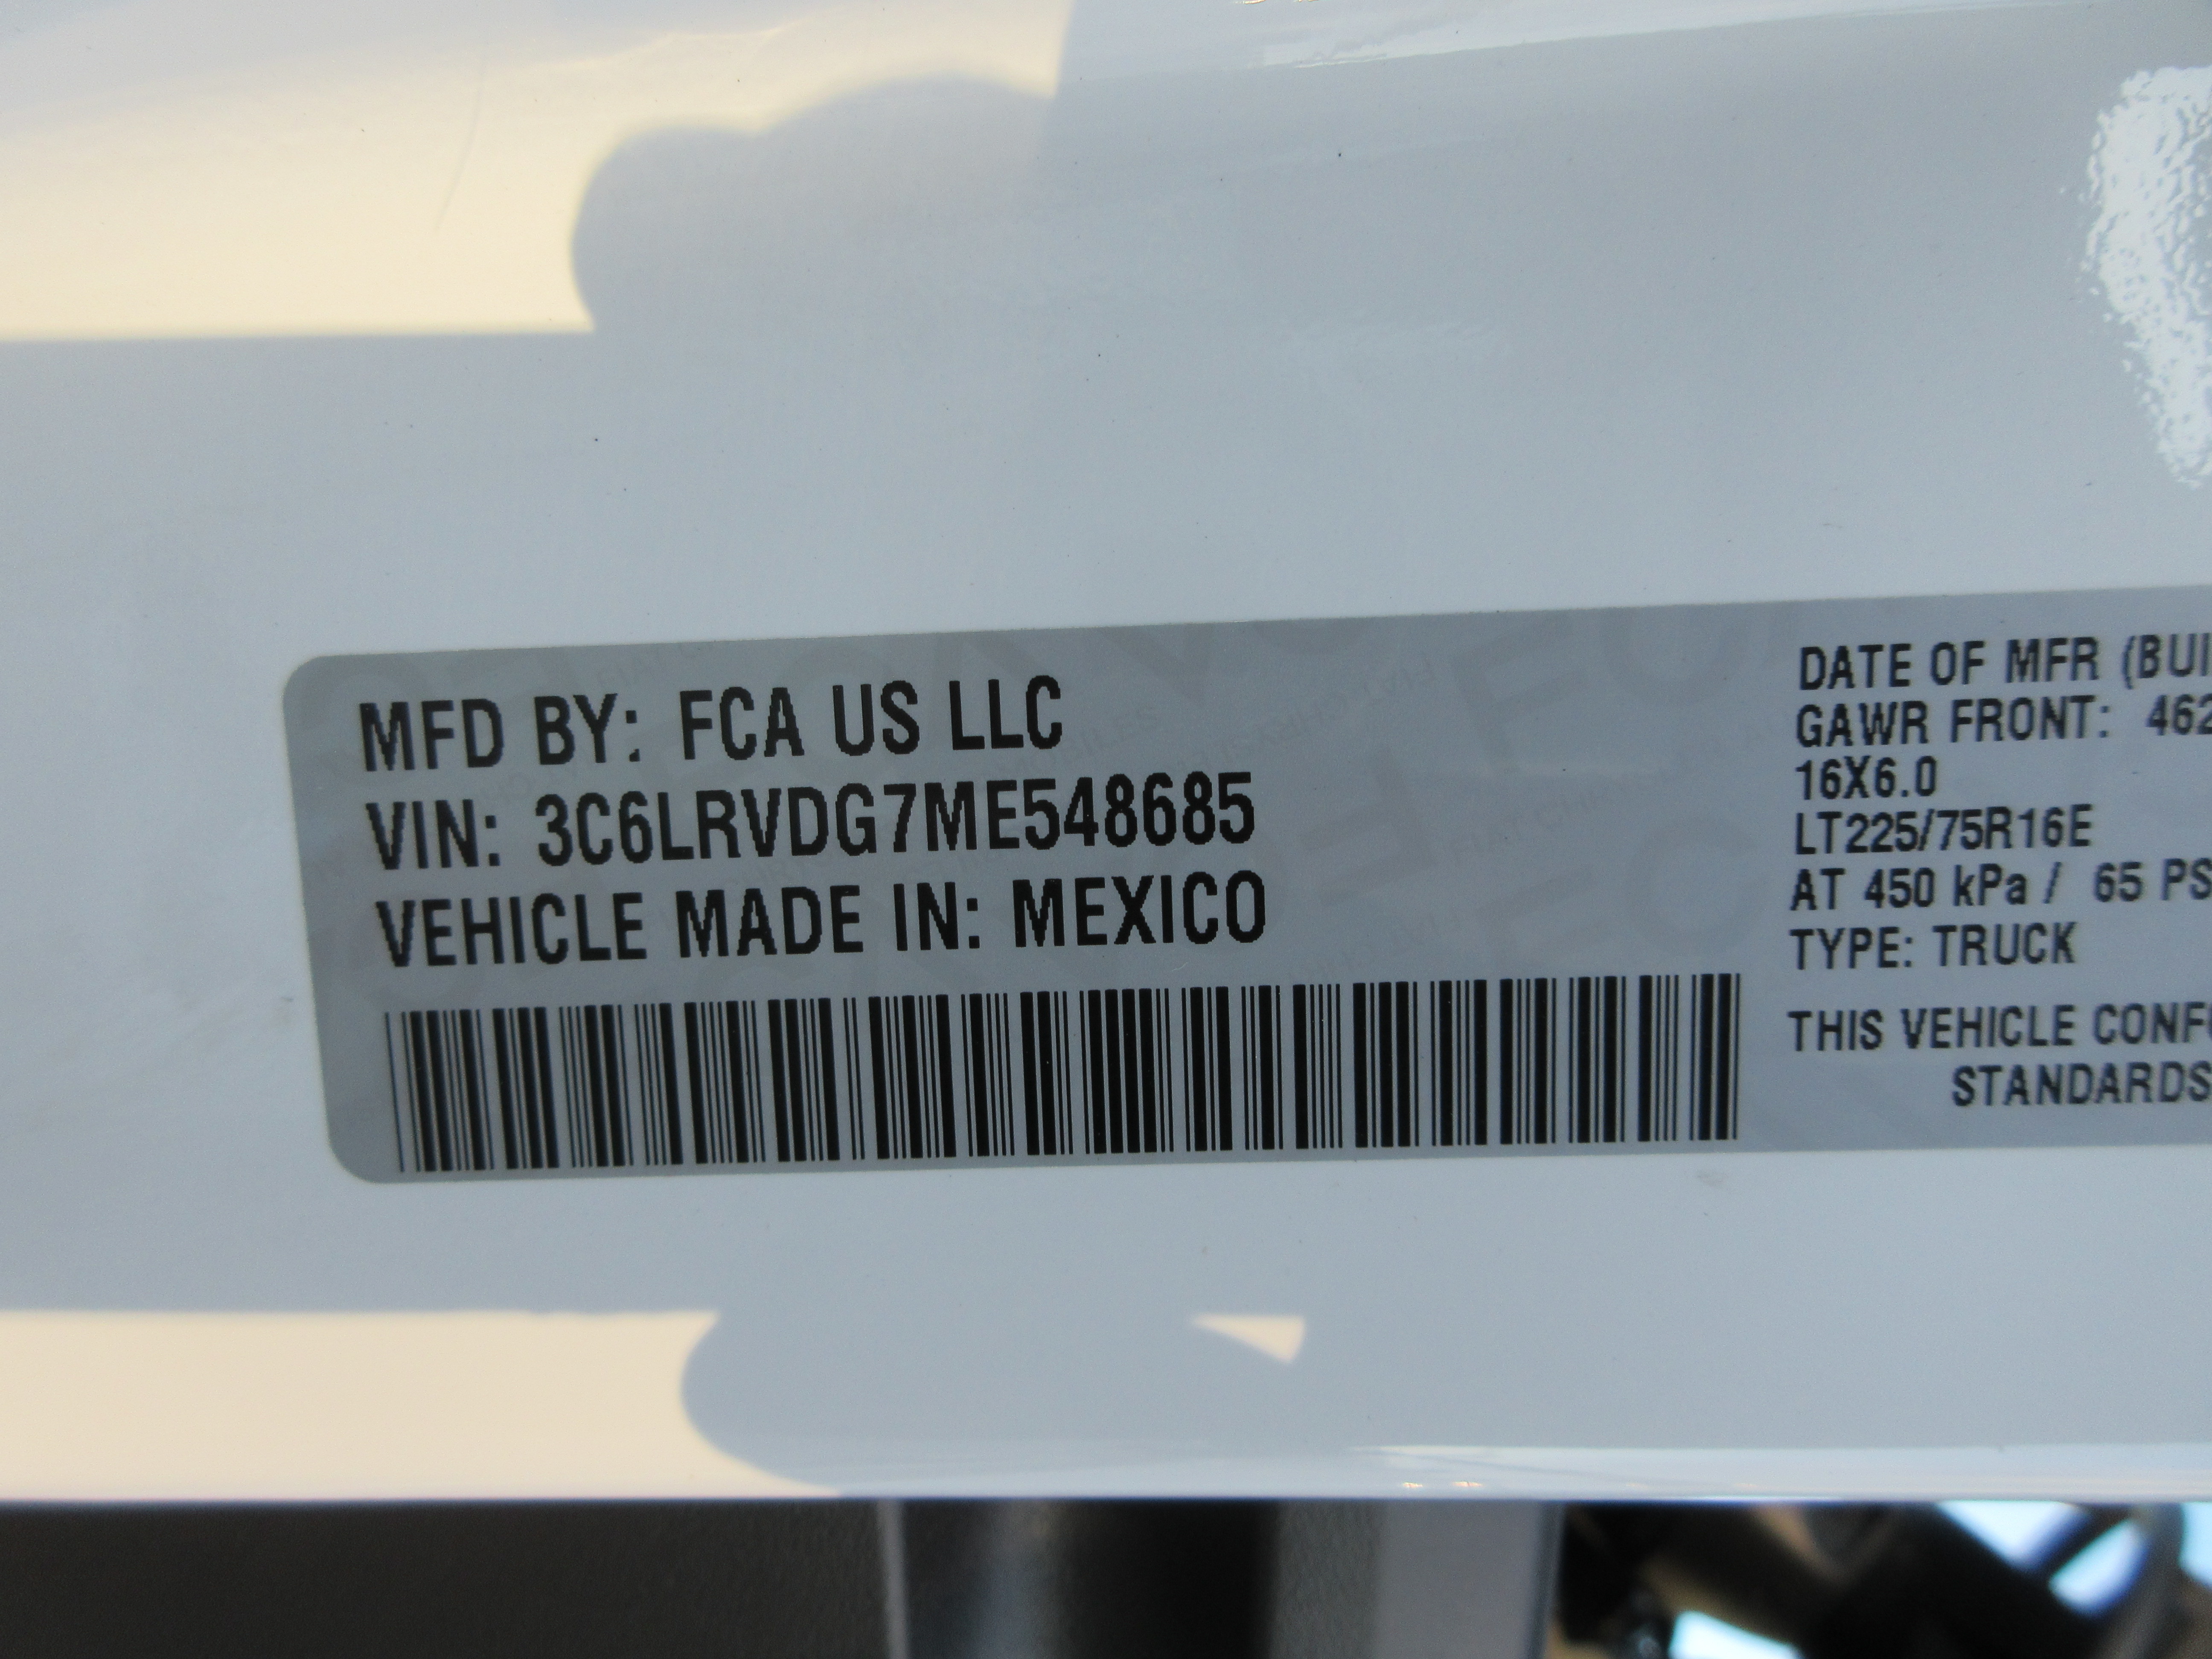 MFD BY: FCA US LLC
VIN: 3C6LRVDG7ME548685
VEHICLE MADE IN: MEXICO
DATE OF MFR (BUI
GAWR FRONT: 462
16X6.0
LT225/75R16E
AT 450 kPa / 65 PS
TYPE: TRUCK
THIS VEHICLE CONF
STANDARDS